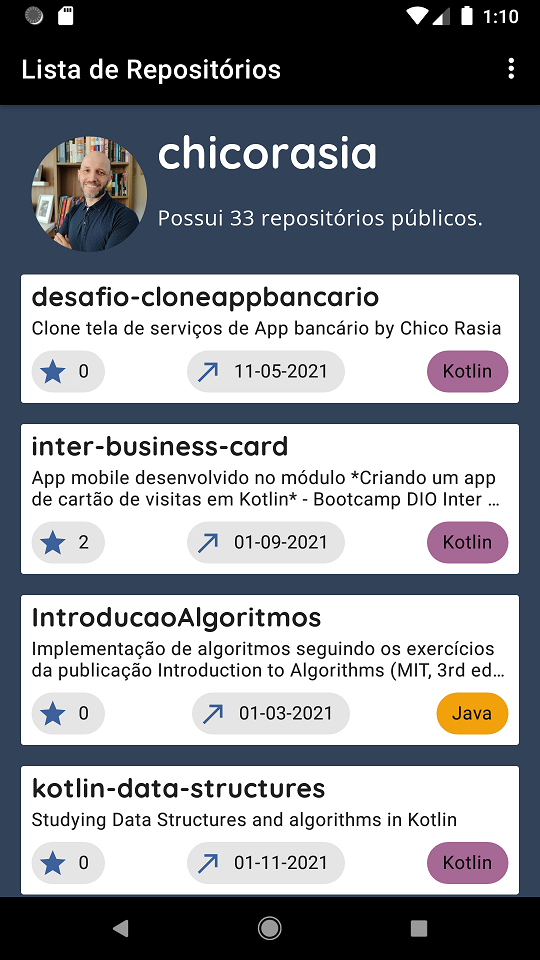 1:10
Lista de Repositórios
chicorasia
Possui 33 repositórios públicos.
desafio-cloneappbancario
Clone tela de serviços de App bancário by Chico Rasia
0
11-05-2021
Kotlin
inter-business-card
App mobile desenvolvido no módulo *Criando um app
de cartão de visitas em Kotlin* - Bootcamp DIO Inter …
2
01-09-2021
Kotlin
IntroducaoAlgoritmos
Implementação de algoritmos seguindo os exercícios
da publicação Introduction to Algorithms (MIT, 3rd ed…
0
01-03-2021
Java
kotlin-data-structures
Studying Data Structures and algorithms in Kotlin
0
01-11-2021
Kotlin